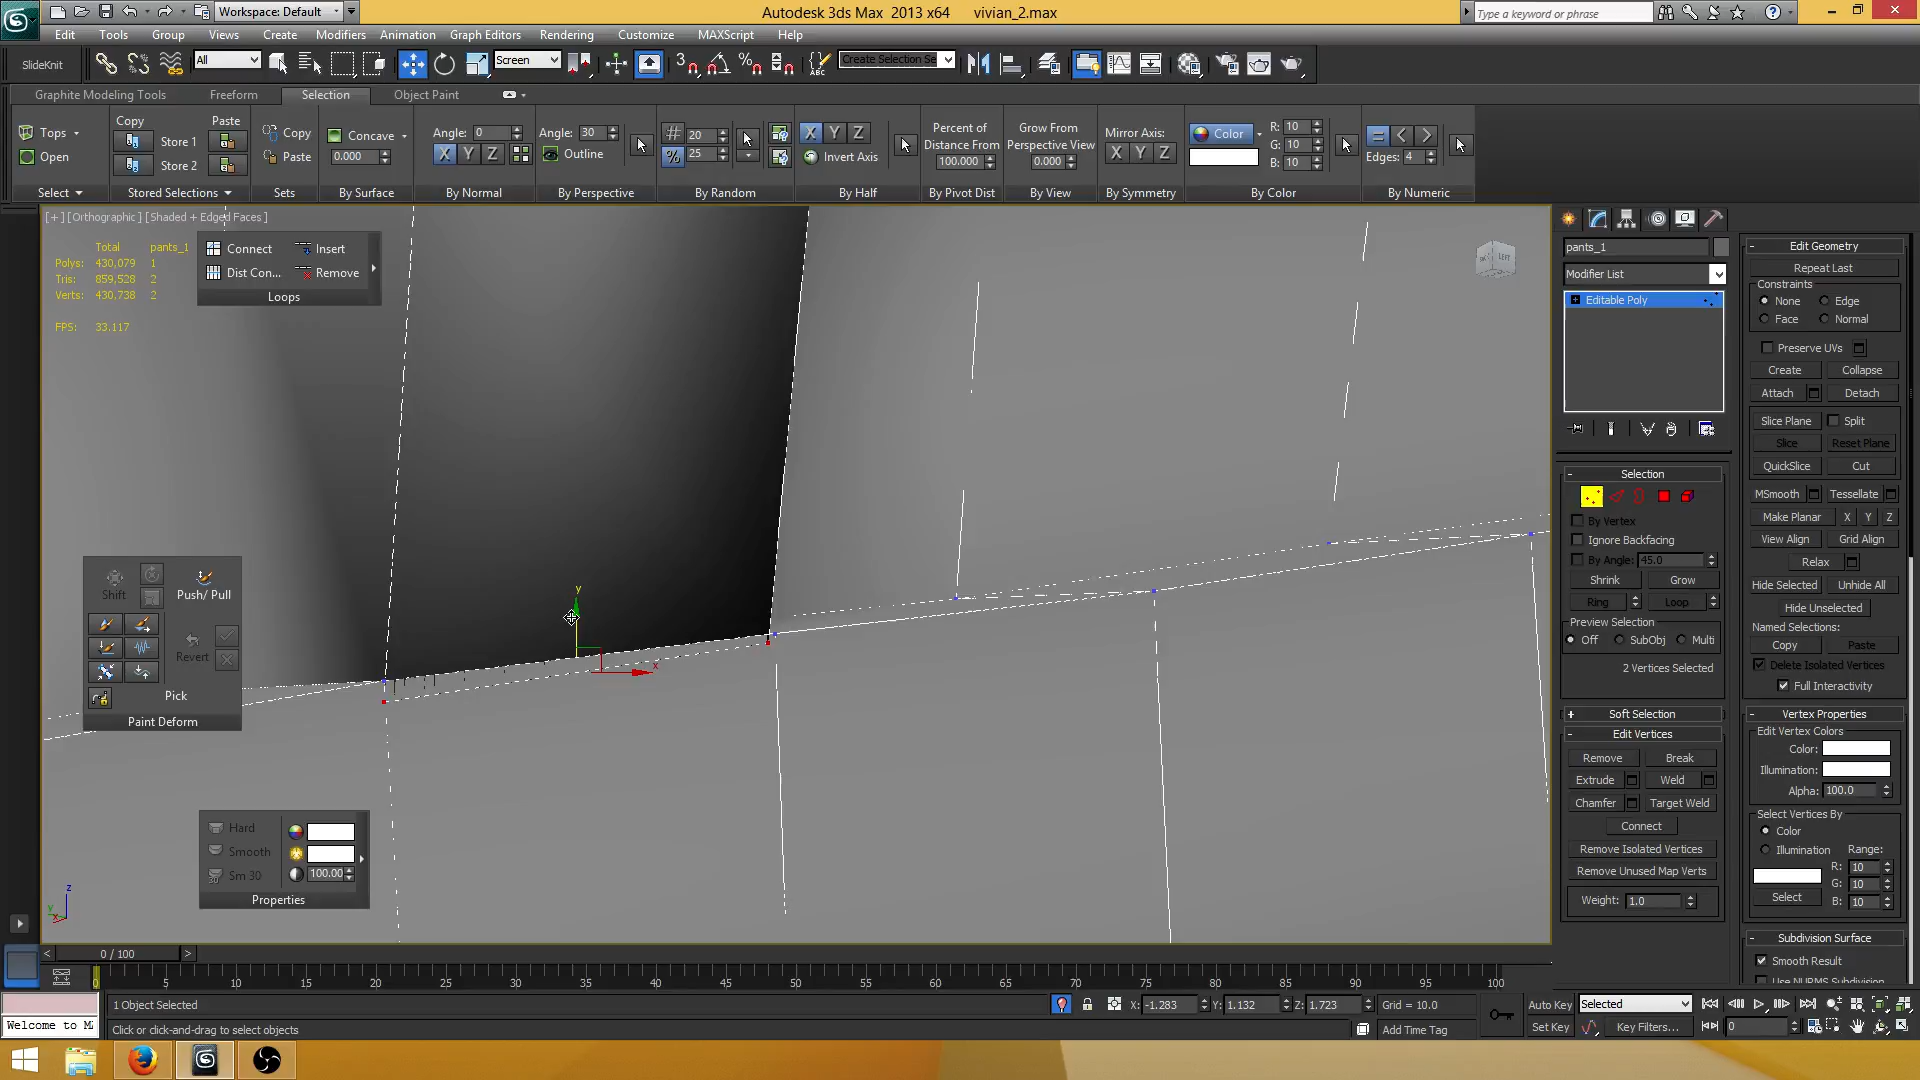 Workspace: Default
Autodesk 3ds Max 2013 x64 vivian_2.max
Type a keyword or phrase
Edit Tools Group Views Create Modifiers Animation Graph Editors Rendering Customize MAXScript Help
SlideKnit All Screen Create Selection Se
Graphite Modeling Tools Freeform Selection Object Paint
Tops Copy Paste Store 1 Copy Concave Angle: 0 Angle: 30 20 X Y Z Percent of Distance From Grow From Perspective View Mirror Axis: Color R: 10
Open Store 2 Paste 0.000 X Y Z Outline % 25 Invert Axis 100.000 0.000 X Y Z G: 10 B: 10 Edges: 4
Select Stored Selections Sets By Surface By Normal By Perspective By Random By Half By Pivot Dist By View By Symmetry By Color By Numeric
[+] [Orthographic] [Shaded + Edged Faces]
Total pants_1
Polys: 430,079 1
Tris: 859,528 2
Verts: 430,738 2
FPS: 33.117
Connect Insert
Dist Con... Remove
Loops
LEFT
Shift Push/ Pull
Revert
Pick
Paint Deform
Hard
Smooth
Sm 30 100.00
Properties
y
x
z
y
x
pants_1
Modifier List
Editable Poly
Selection
By Vertex
Ignore Backfacing
By Angle: 45.0
Shrink Grow
Ring Loop
Preview Selection
Off SubObj Multi
2 Vertices Selected
Soft Selection
Edit Vertices
Remove Break
Extrude Weld
Chamfer Target Weld
Connect
Remove Isolated Vertices
Remove Unused Map Verts
Weight: 1.0
Edit Geometry
Repeat Last
Constraints
None Edge
Face Normal
Preserve UVs
Create Collapse
Attach Detach
Slice Plane Split
Slice Reset Plane
QuickSlice Cut
MSmooth Tessellate
Make Planar X Y Z
View Align Grid Align
Relax
Hide Selected Unhide All
Hide Unselected
Named Selections:
Copy Paste
Delete Isolated Vertices
Full Interactivity
Vertex Properties
Edit Vertex Colors
Color:
Illumination:
Alpha: 100.0
Select Vertices By
Color
Illumination Range:
R: 10
G: 10
Select B: 10
Subdivision Surface
Smooth Result
Use NURMS Subdivision
< 0 / 100 >
0 5 10 15 20 25 30 35 40 45 50 55 60 65 70 75 80 85 90 95 100
1 Object Selected X: -1.283 Y: 1.132 Z: 1.723 Grid = 10.0 Auto Key Selected
Welcome to M
Click or click-and-drag to select objects Add Time Tag Set Key Key Filters... 0